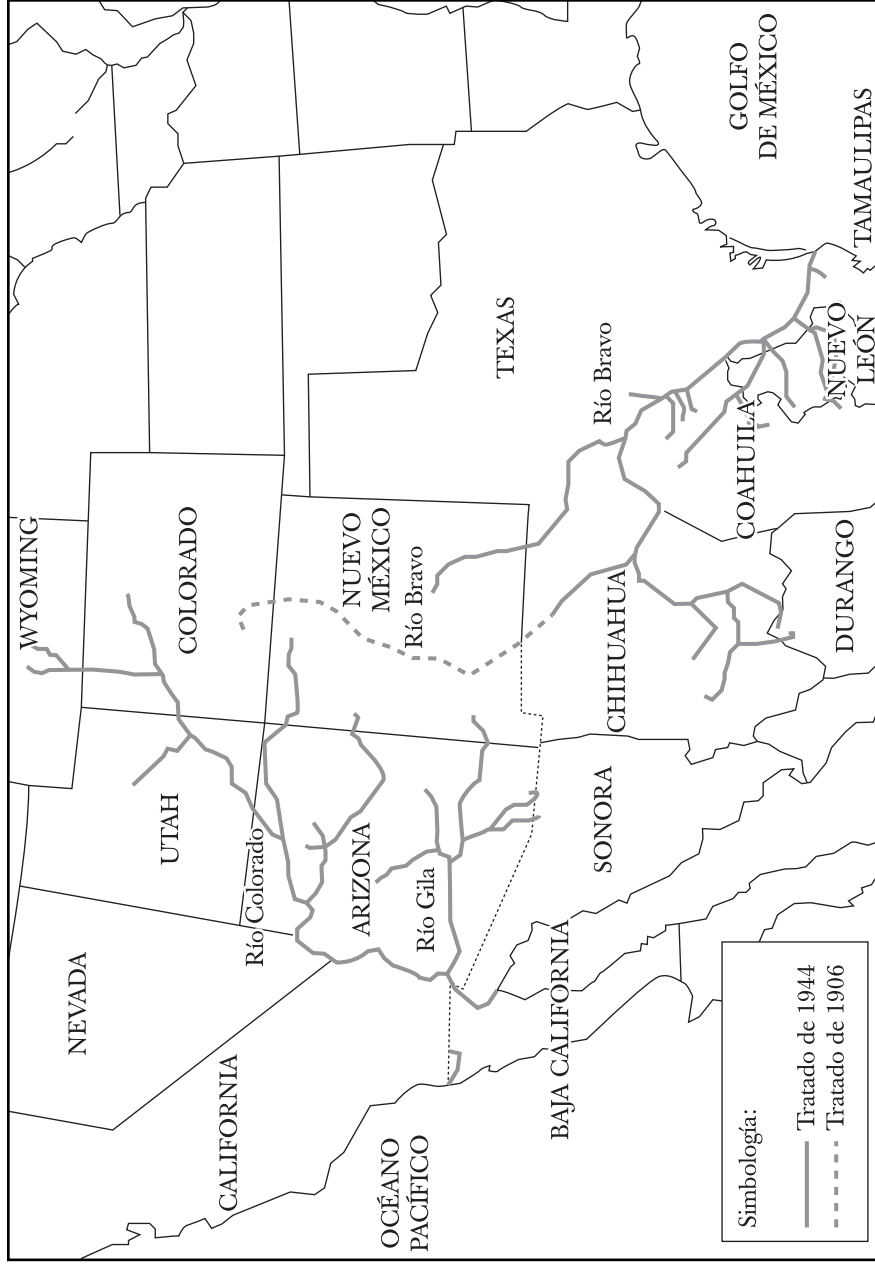 WYOMING
NEVADA
UTAH
COLORADO
CALIFORNIA
Río Colorado
ARIZONA
NUEVO
MÉXICO
Río Gila
Río Bravo
OCÉANO
PACÍFICO
TEXAS
BAJA CALIFORNIA
SONORA
CHIHUAHUA
Río Bravo
COAHUILA
GOLFO
DE MÉXICO
DURANGO
NUEVO
LEÓN
TAMAULIPAS
Simbología:
Tratado de 1944
Tratado de 1906